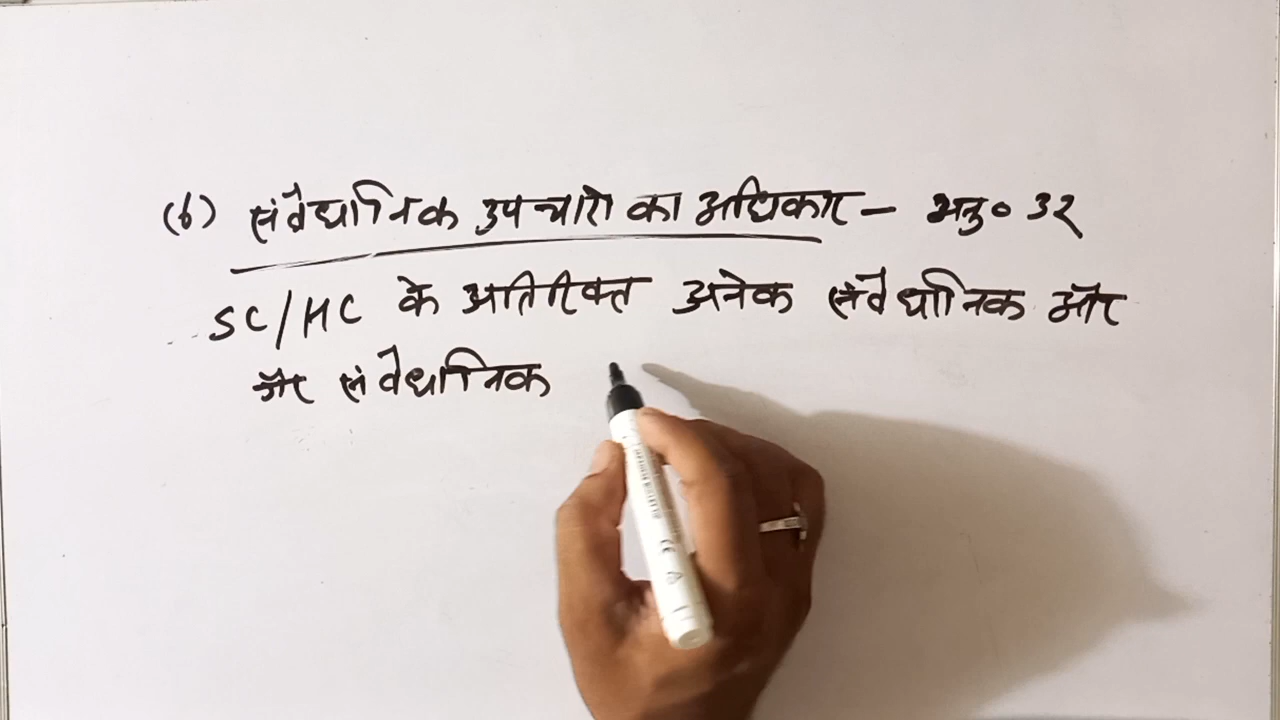 (6) संवैधानिक उपचारो का अधिकार – अनु० 32
SC/HC के अतिरिक्त अनेक संवैधानिक और
गैर संवैधानिक